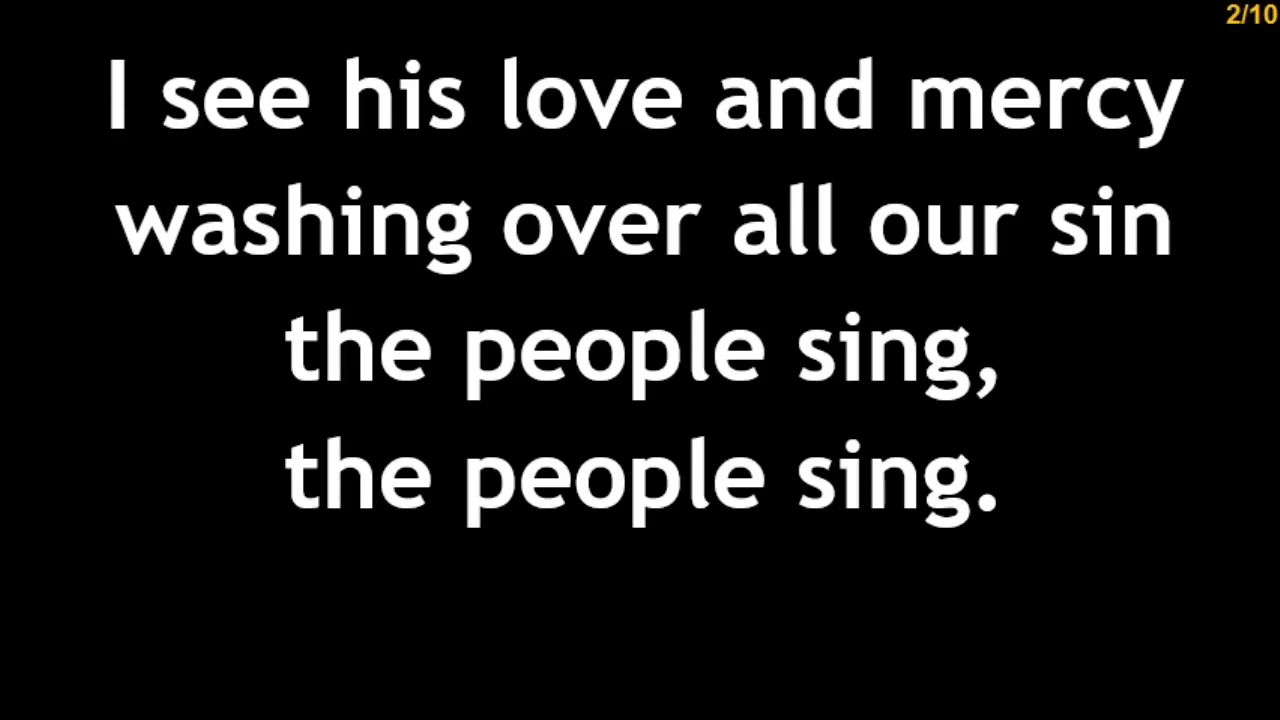 2/10
I see his love and mercy
washing over all our sin
the people sing,
the people sing.